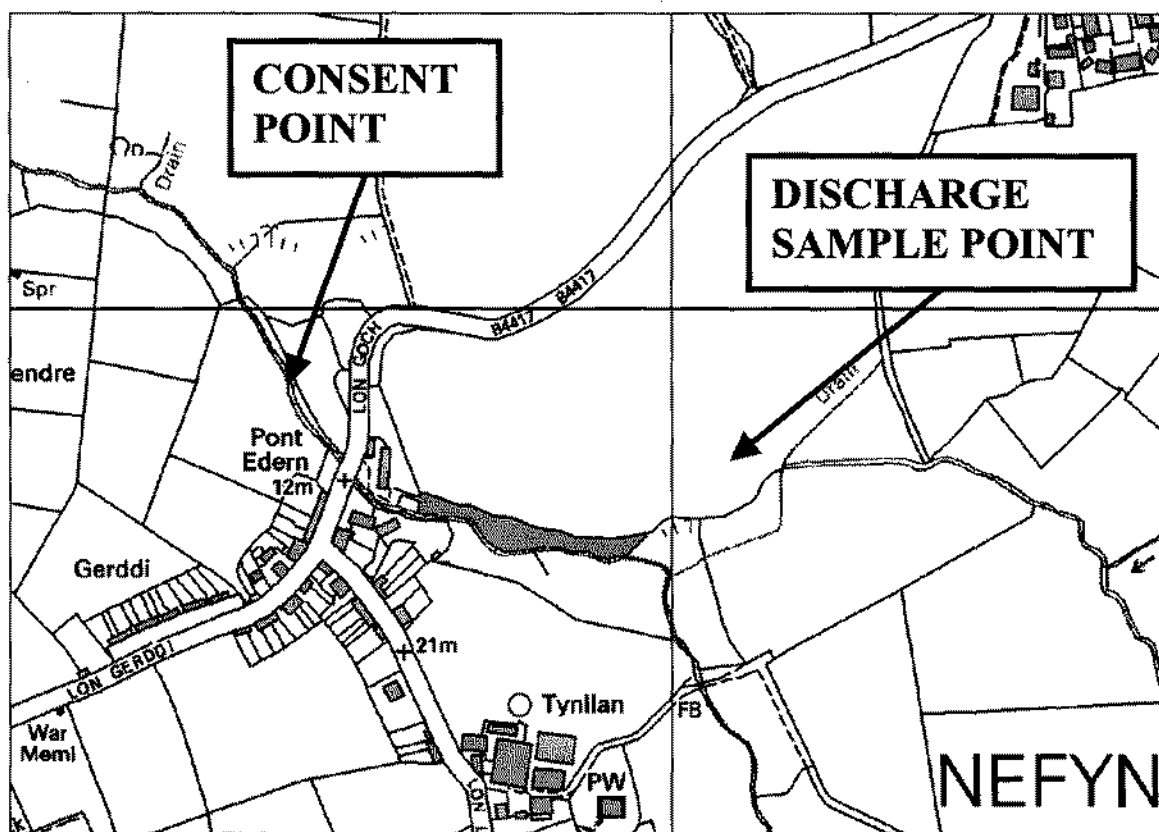 CONSENT
POINT
DISCHARGE
SAMPLE POINT
Drain
Spr
endre
B4417
B4417
LON GOCH
Drain
Pont
Edern
12m
Gerddi
21m
LON GERDDI
War
Meml
Tynllan
FB
PW
LON
NEFYN
k